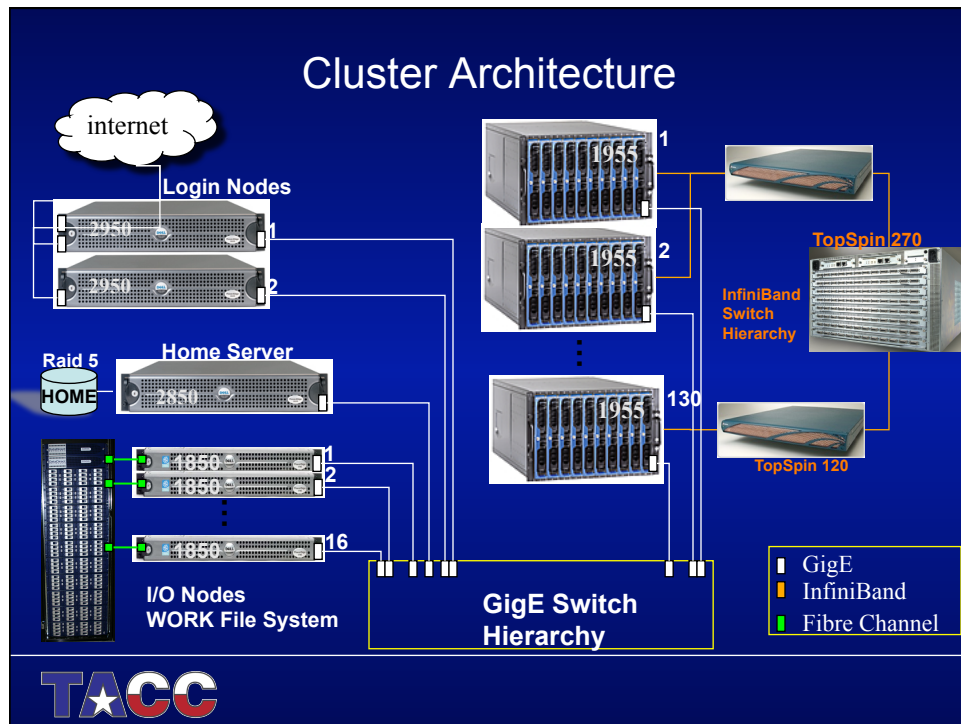 Cluster Architecture
internet
Login Nodes
2950
1
2950
2
Raid 5
HOME
Home Server
2850
1850
1
1850
2
1850
16
I/O Nodes
WORK File System
1955
1
1955
2
1955
130
TopSpin 270
InfiniBand
Switch
Hierarchy
TopSpin 120
GigE Switch
Hierarchy
GigE
InfiniBand
Fibre Channel
TACC